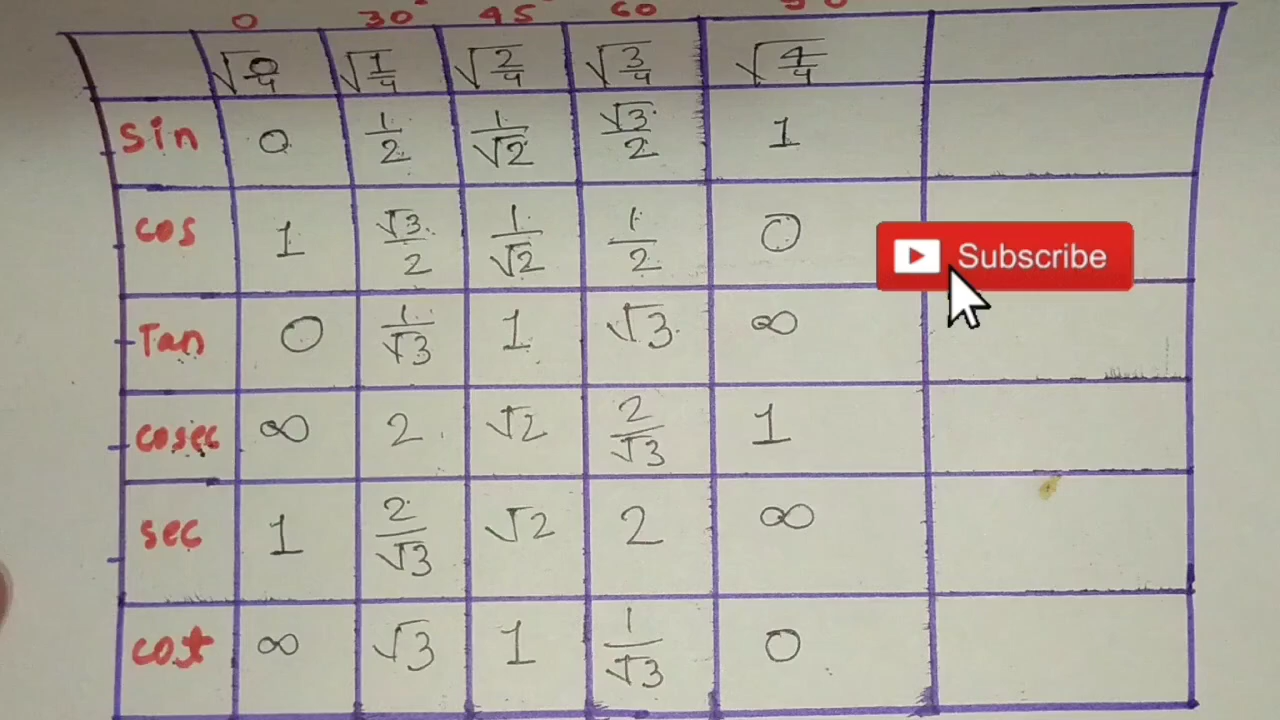 0 30° 45° 60
√0/4 √1/4 √2/4 √3/4 √4/4
sin 0 1/2 1/√2 √3/2 1
cos 1 √3/2 1/√2 1/2 0
Subscribe
Tan 0 1/√3 1 √3 ∞
cosec ∞ 2 √2 2/√3 1
sec 1 2/√3 √2 2 ∞
cost ∞ √3 1 1/√3 0